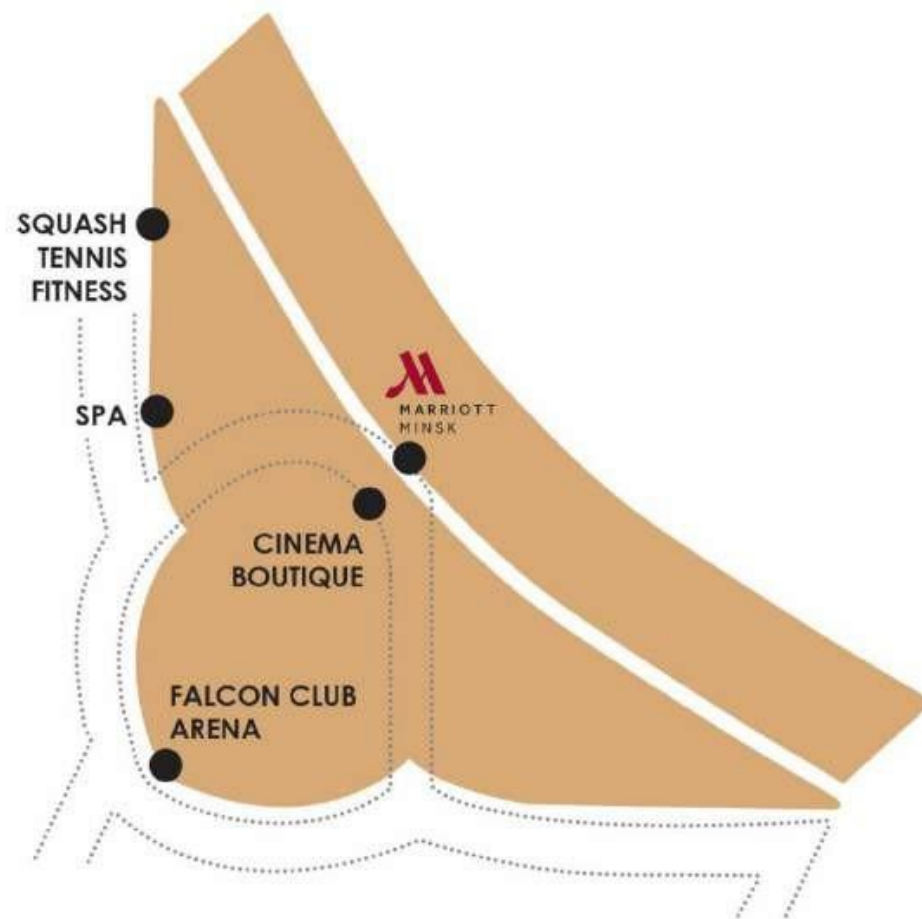 SQUASH
TENNIS
FITNESS
SPA
MARRIOTT
MINSK
CINEMA
BOUTIQUE
FALCON CLUB
ARENA